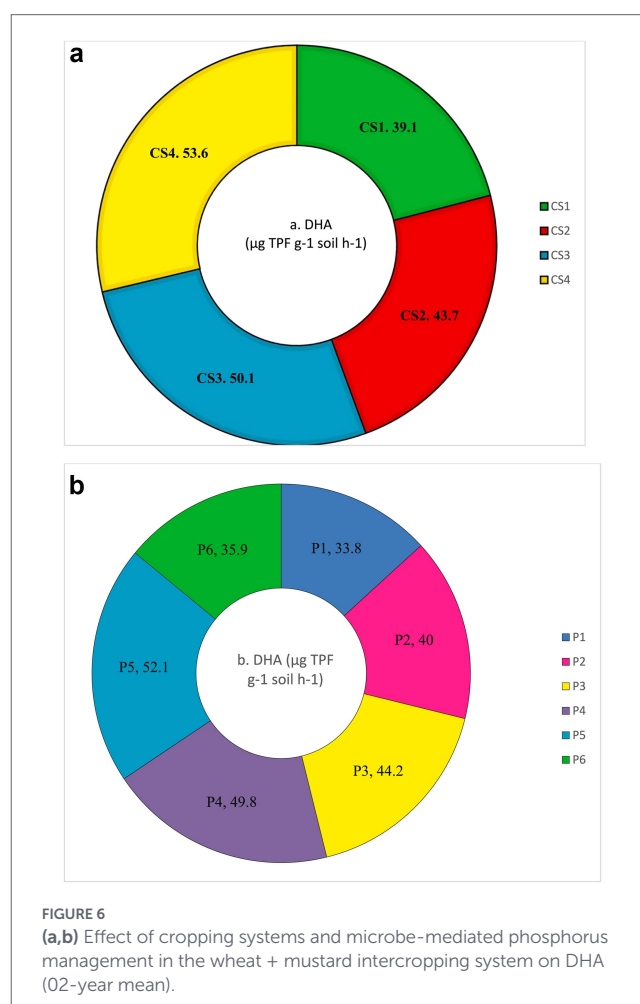 a
CS1. 39.1
CS2. 43.7
CS3. 50.1
CS4. 53.6
a. DHA
(µg TPF g-1 soil h-1)
CS1
CS2
CS3
CS4
b
P1, 33.8
P2, 40
P3, 44.2
P4, 49.8
P5, 52.1
P6, 35.9
b. DHA (µg TPF
g-1 soil h-1)
P1
P2
P3
P4
P5
P6
FIGURE 6
(a,b) Effect of cropping systems and microbe-mediated phosphorus
management in the wheat + mustard intercropping system on DHA
(02-year mean).